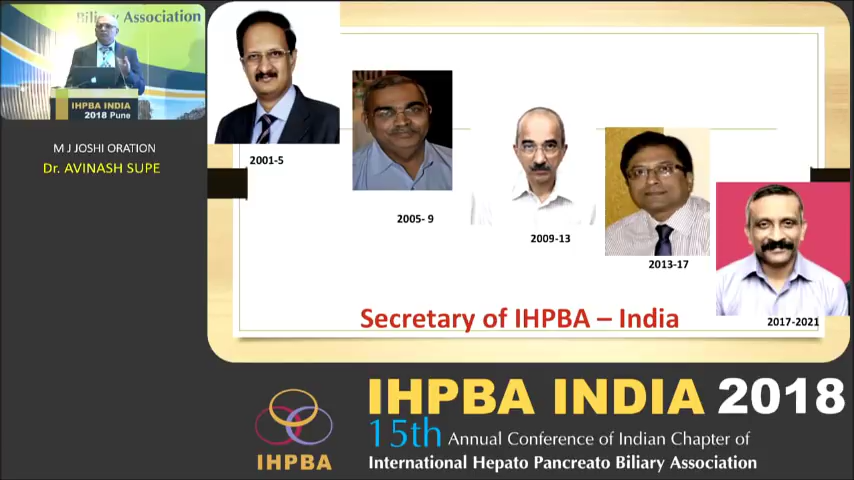 Biliary Association
IHPBA INDIA
2018 Pune
M J JOSHI ORATION
Dr. AVINASH SUPE
2001-5
2005- 9
2009-13
2013-17
2017-2021
Secretary of IHPBA – India
IHPBA
IHPBA INDIA 2018
15th Annual Conference of Indian Chapter of
International Hepato Pancreato Biliary Association